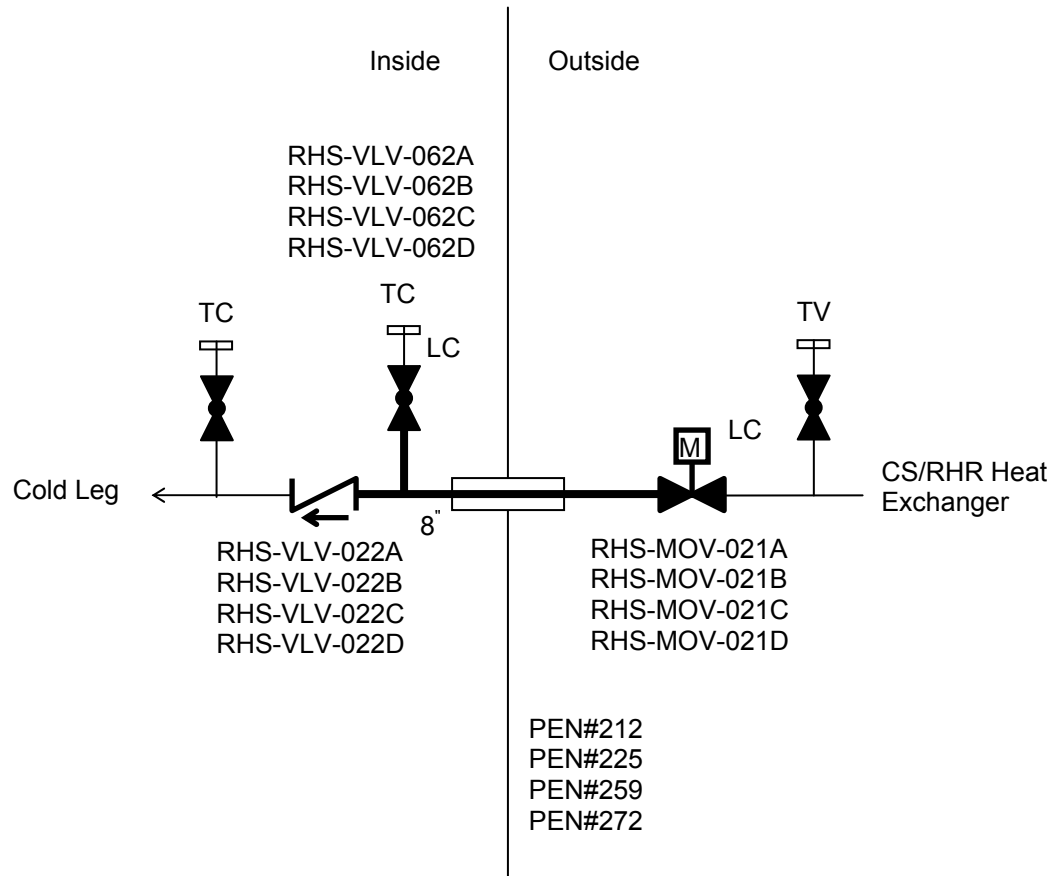 Inside
Outside
RHS-VLV-062A
RHS-VLV-062B
RHS-VLV-062C
RHS-VLV-062D
TC
TC
TV
LC
LC
M
Cold Leg
CS/RHR Heat
Exchanger
8"
RHS-VLV-022A
RHS-VLV-022B
RHS-VLV-022C
RHS-VLV-022D
RHS-MOV-021A
RHS-MOV-021B
RHS-MOV-021C
RHS-MOV-021D
PEN#212
PEN#225
PEN#259
PEN#272